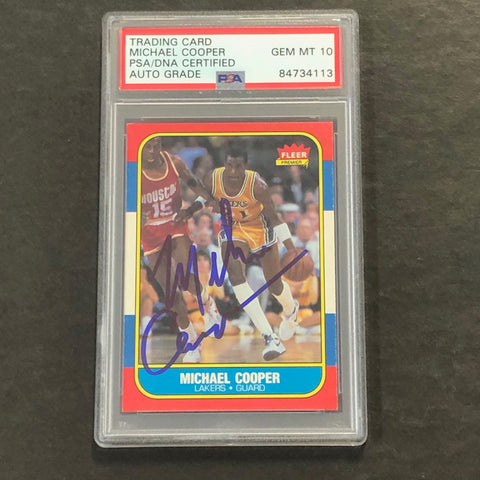 TRADING CARD
MICHAEL COOPER
PSA/DNA CERTIFIED
AUTO GRADE
GEM MT 10
84734113
PSA
FLEER
PREMIER
HOUSTON
15
MICHAEL COOPER
LAKERS • GUARD